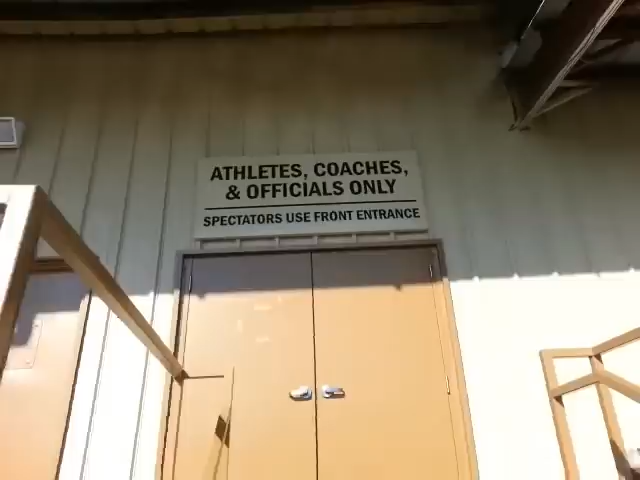 ATHLETES, COACHES,
& OFFICIALS ONLY
SPECTATORS USE FRONT ENTRANCE